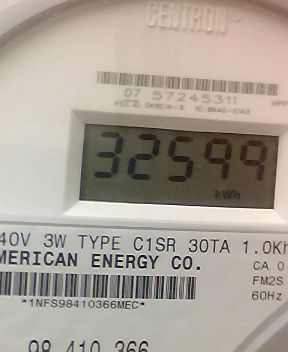 CENTRON
07 57245311
32599
kWh
40V 3W TYPE C1SR 30TA 1.0Kh
MERICAN ENERGY CO.
CA 0
FM2S
60Hz
*1NFS98410366MEC*
98 410 366